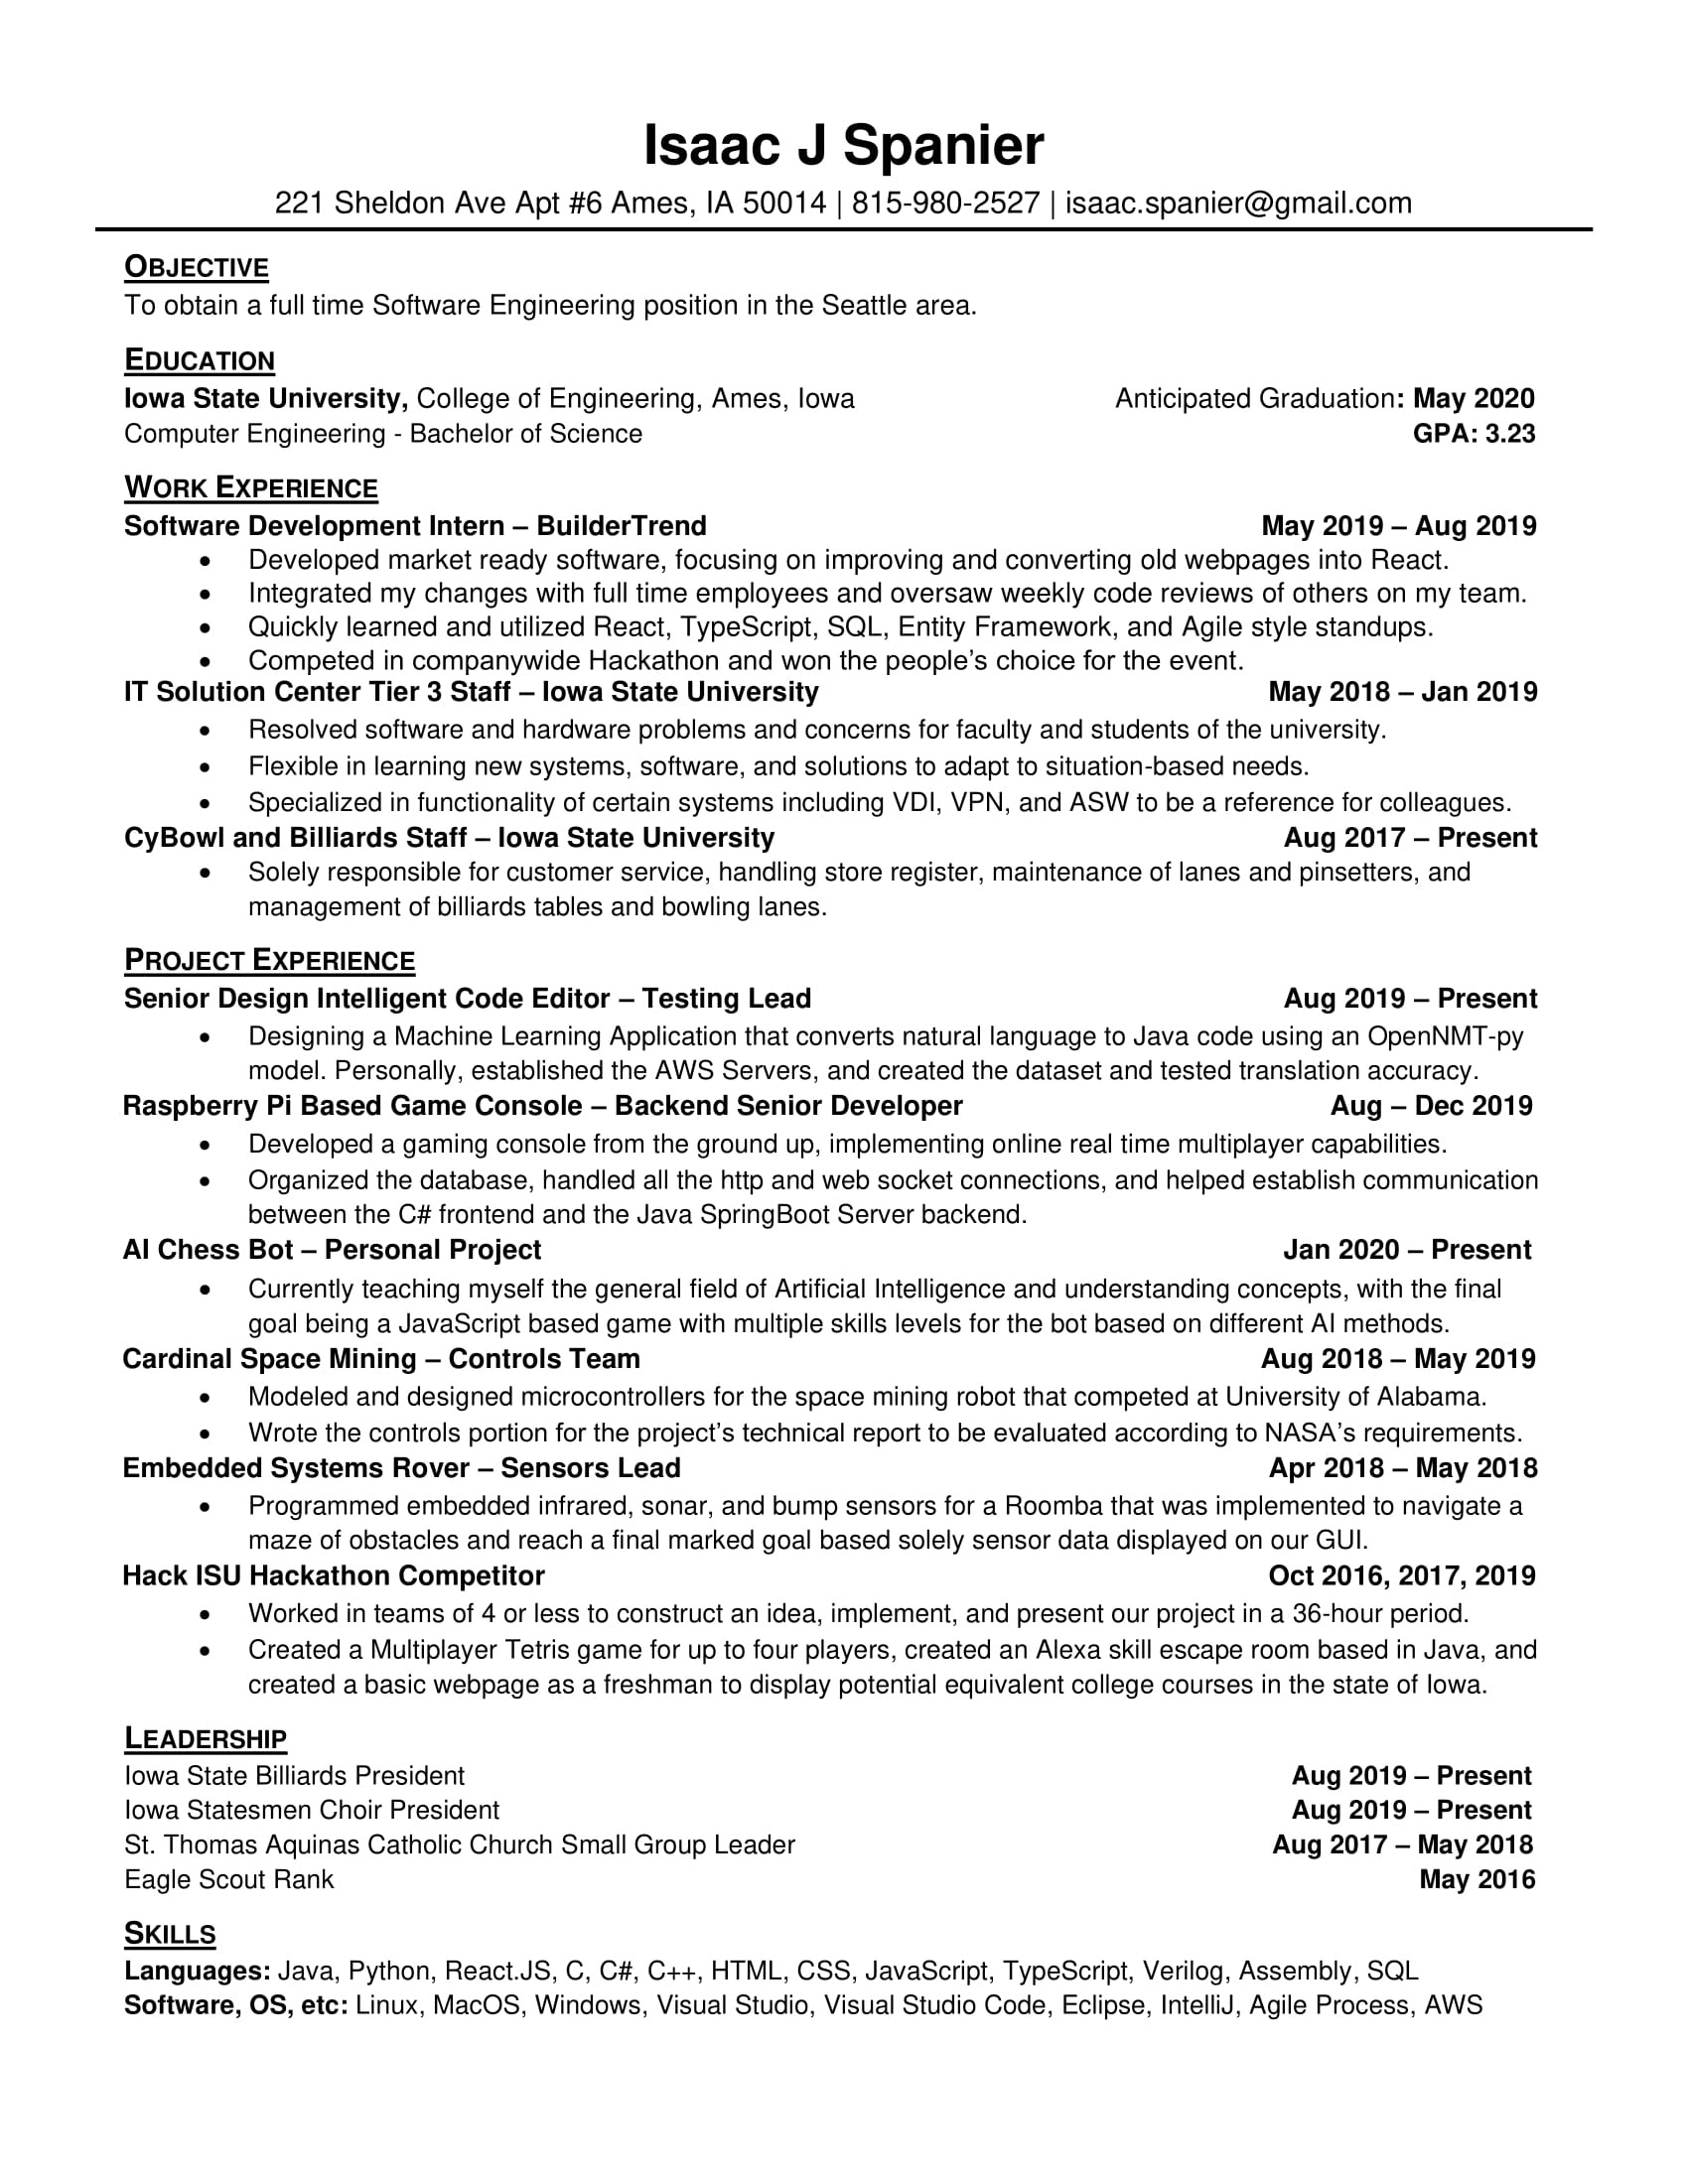 Isaac J Spanier
221 Sheldon Ave Apt #6 Ames, IA 50014 | 815-980-2527 | isaac.spanier@gmail.com
OBJECTIVE
To obtain a full time Software Engineering position in the Seattle area.
EDUCATION
Iowa State University, College of Engineering, Ames, Iowa Anticipated Graduation: May 2020
Computer Engineering - Bachelor of Science GPA: 3.23
WORK EXPERIENCE
Software Development Intern – BuilderTrend May 2019 – Aug 2019
• Developed market ready software, focusing on improving and converting old webpages into React.
• Integrated my changes with full time employees and oversaw weekly code reviews of others on my team.
• Quickly learned and utilized React, TypeScript, SQL, Entity Framework, and Agile style standups.
• Competed in companywide Hackathon and won the people’s choice for the event.
IT Solution Center Tier 3 Staff – Iowa State University May 2018 – Jan 2019
• Resolved software and hardware problems and concerns for faculty and students of the university.
• Flexible in learning new systems, software, and solutions to adapt to situation-based needs.
• Specialized in functionality of certain systems including VDI, VPN, and ASW to be a reference for colleagues.
CyBowl and Billiards Staff – Iowa State University Aug 2017 – Present
• Solely responsible for customer service, handling store register, maintenance of lanes and pinsetters, and
management of billiards tables and bowling lanes.
PROJECT EXPERIENCE
Senior Design Intelligent Code Editor – Testing Lead Aug 2019 – Present
• Designing a Machine Learning Application that converts natural language to Java code using an OpenNMT-py
model. Personally, established the AWS Servers, and created the dataset and tested translation accuracy.
Raspberry Pi Based Game Console – Backend Senior Developer Aug – Dec 2019
• Developed a gaming console from the ground up, implementing online real time multiplayer capabilities.
• Organized the database, handled all the http and web socket connections, and helped establish communication
between the C# frontend and the Java SpringBoot Server backend.
AI Chess Bot – Personal Project Jan 2020 – Present
• Currently teaching myself the general field of Artificial Intelligence and understanding concepts, with the final
goal being a JavaScript based game with multiple skills levels for the bot based on different AI methods.
Cardinal Space Mining – Controls Team Aug 2018 – May 2019
• Modeled and designed microcontrollers for the space mining robot that competed at University of Alabama.
• Wrote the controls portion for the project’s technical report to be evaluated according to NASA’s requirements.
Embedded Systems Rover – Sensors Lead Apr 2018 – May 2018
• Programmed embedded infrared, sonar, and bump sensors for a Roomba that was implemented to navigate a
maze of obstacles and reach a final marked goal based solely sensor data displayed on our GUI.
Hack ISU Hackathon Competitor Oct 2016, 2017, 2019
• Worked in teams of 4 or less to construct an idea, implement, and present our project in a 36-hour period.
• Created a Multiplayer Tetris game for up to four players, created an Alexa skill escape room based in Java, and
created a basic webpage as a freshman to display potential equivalent college courses in the state of Iowa.
LEADERSHIP
Iowa State Billiards President Aug 2019 – Present
Iowa Statesmen Choir President Aug 2019 – Present
St. Thomas Aquinas Catholic Church Small Group Leader Aug 2017 – May 2018
Eagle Scout Rank May 2016
SKILLS
Languages: Java, Python, React.JS, C, C#, C++, HTML, CSS, JavaScript, TypeScript, Verilog, Assembly, SQL
Software, OS, etc: Linux, MacOS, Windows, Visual Studio, Visual Studio Code, Eclipse, IntelliJ, Agile Process, AWS